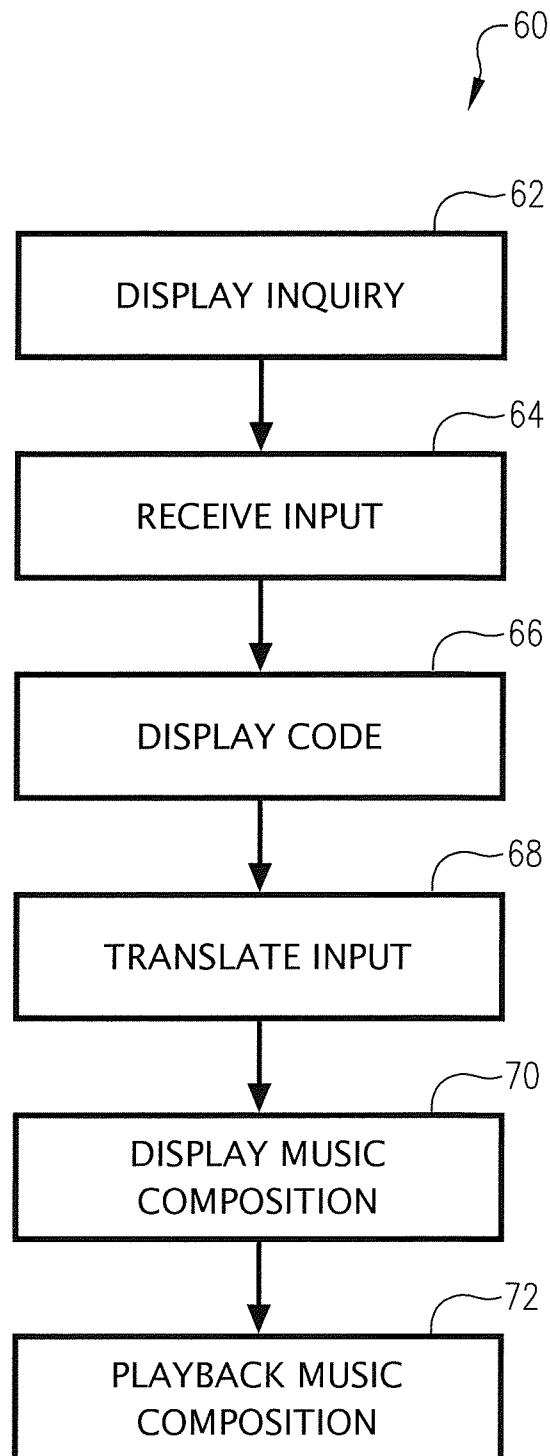 60
62
DISPLAY INQUIRY
64
RECEIVE INPUT
66
DISPLAY CODE
68
TRANSLATE INPUT
70
DISPLAY MUSIC
COMPOSITION
72
PLAYBACK MUSIC
COMPOSITION